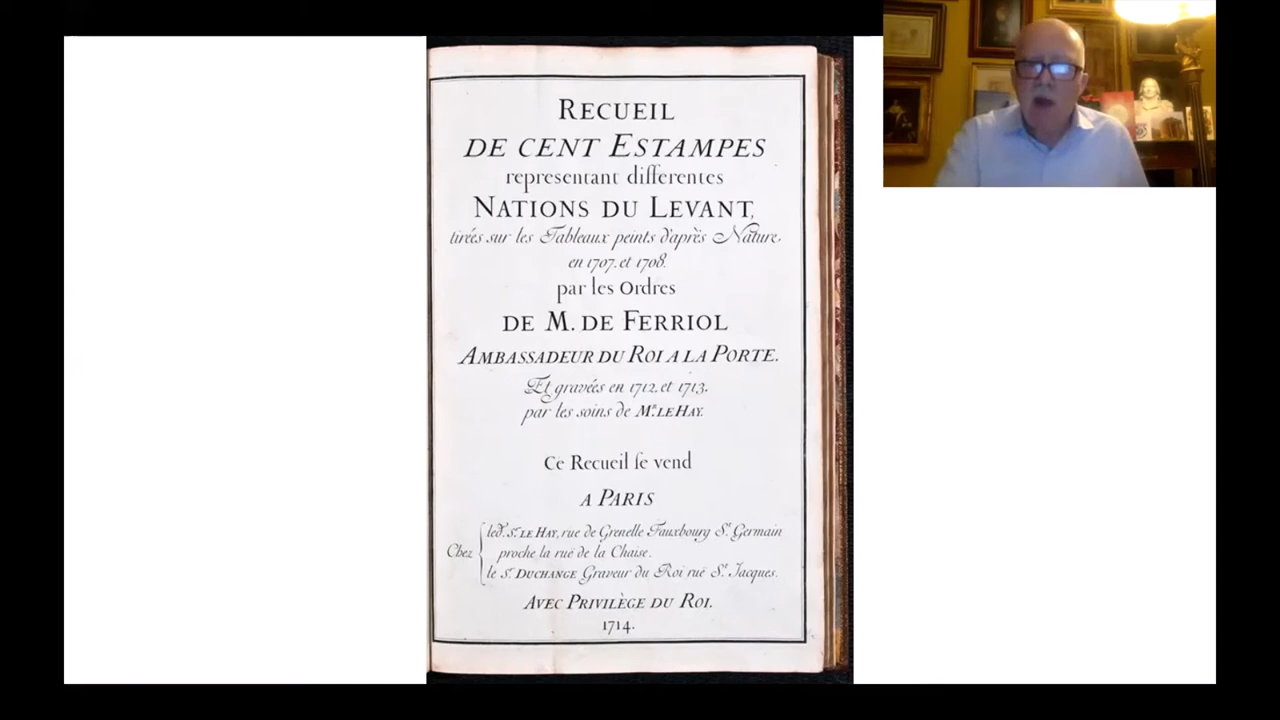 RECUEIL
DE CENT ESTAMPES
representant differentes
NATIONS DU LEVANT,
tirées sur les Tableaux peints d'après Nature,
en 1707. et 1708.
par les Ordres
DE M. DE FERRIOL
AMBASSADEUR DU ROI A LA PORTE.
Et gravées en 1712. et 1713.
par les soins de Mr. LE HAY.
Ce Recueil ſe vend
A PARIS
Chez
led. Sr. LE HAY, rue de Grenelle Fauxbourg St. Germain
proche la ruë de la Chaise.
le Sr. DUCHANGE Graveur du Roi ruë St. Jacques.
AVEC PRIVILÈGE DU ROI.
1714.